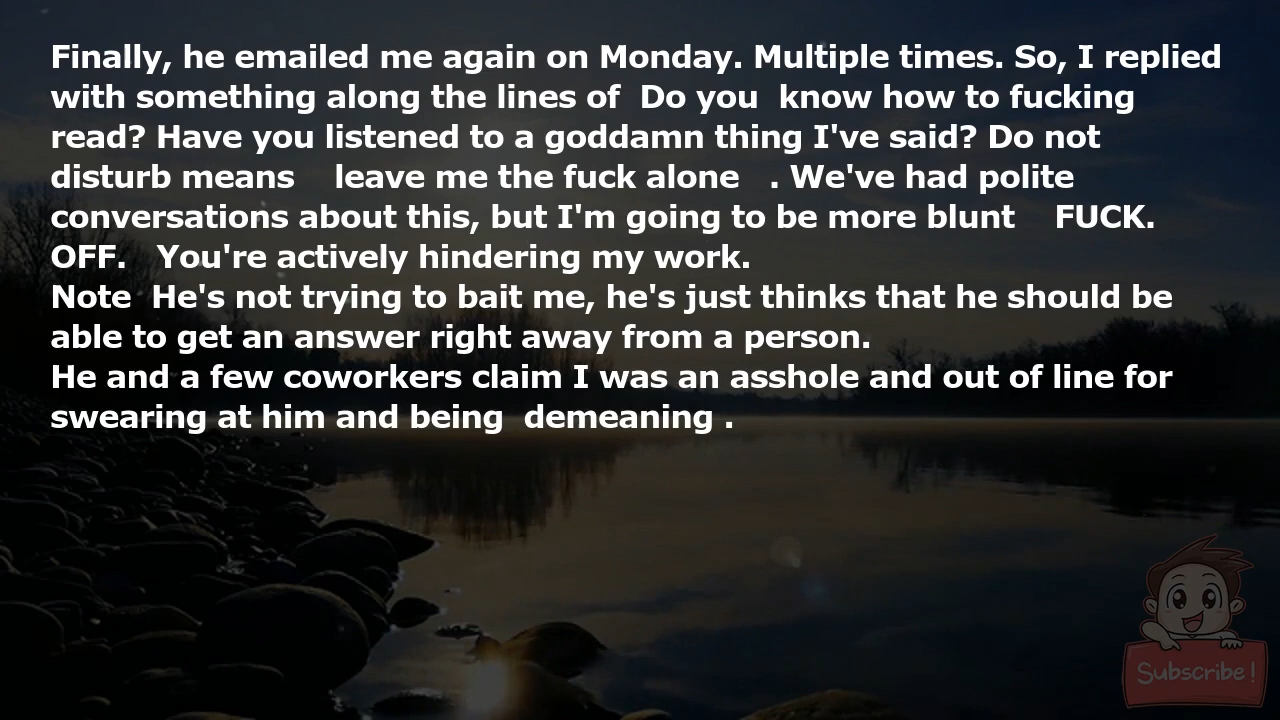 Finally, he emailed me again on Monday. Multiple times. So, I replied
with something along the lines of  Do you  know how to fucking
read? Have you listened to a goddamn thing I've said? Do not
disturb means    leave me the fuck alone   . We've had polite
conversations about this, but I'm going to be more blunt    FUCK.
OFF.   You're actively hindering my work.
Note  He's not trying to bait me, he's just thinks that he should be
able to get an answer right away from a person.
He and a few coworkers claim I was an asshole and out of line for
swearing at him and being  demeaning .
Subscribe!